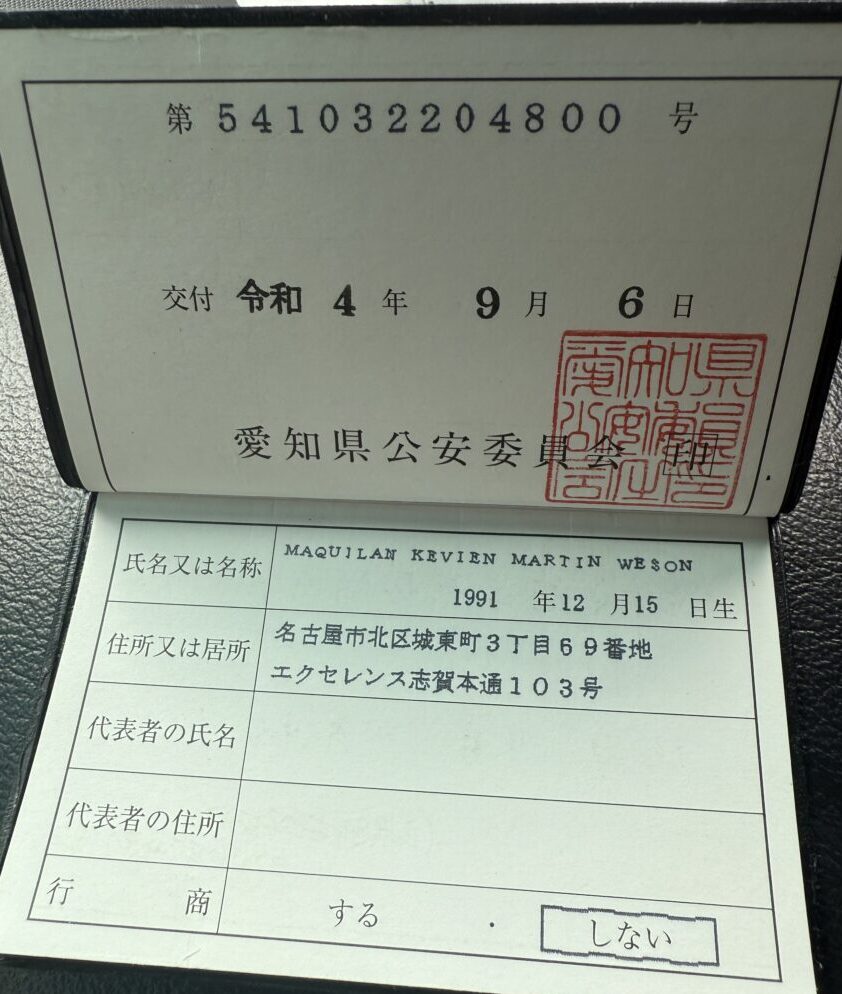 第 541032204800 号
交付 令和 4 年 9 月 6 日
愛知県公安委員会 印
氏名又は名称 MAQUILAN KEVIEN MARTIN WESON
1991 年12 月15 日生
住所又は居所 名古屋市北区城東町3丁目69番地
エクセレンス志賀本通103号
代表者の氏名
代表者の住所
行商 する ・ しない